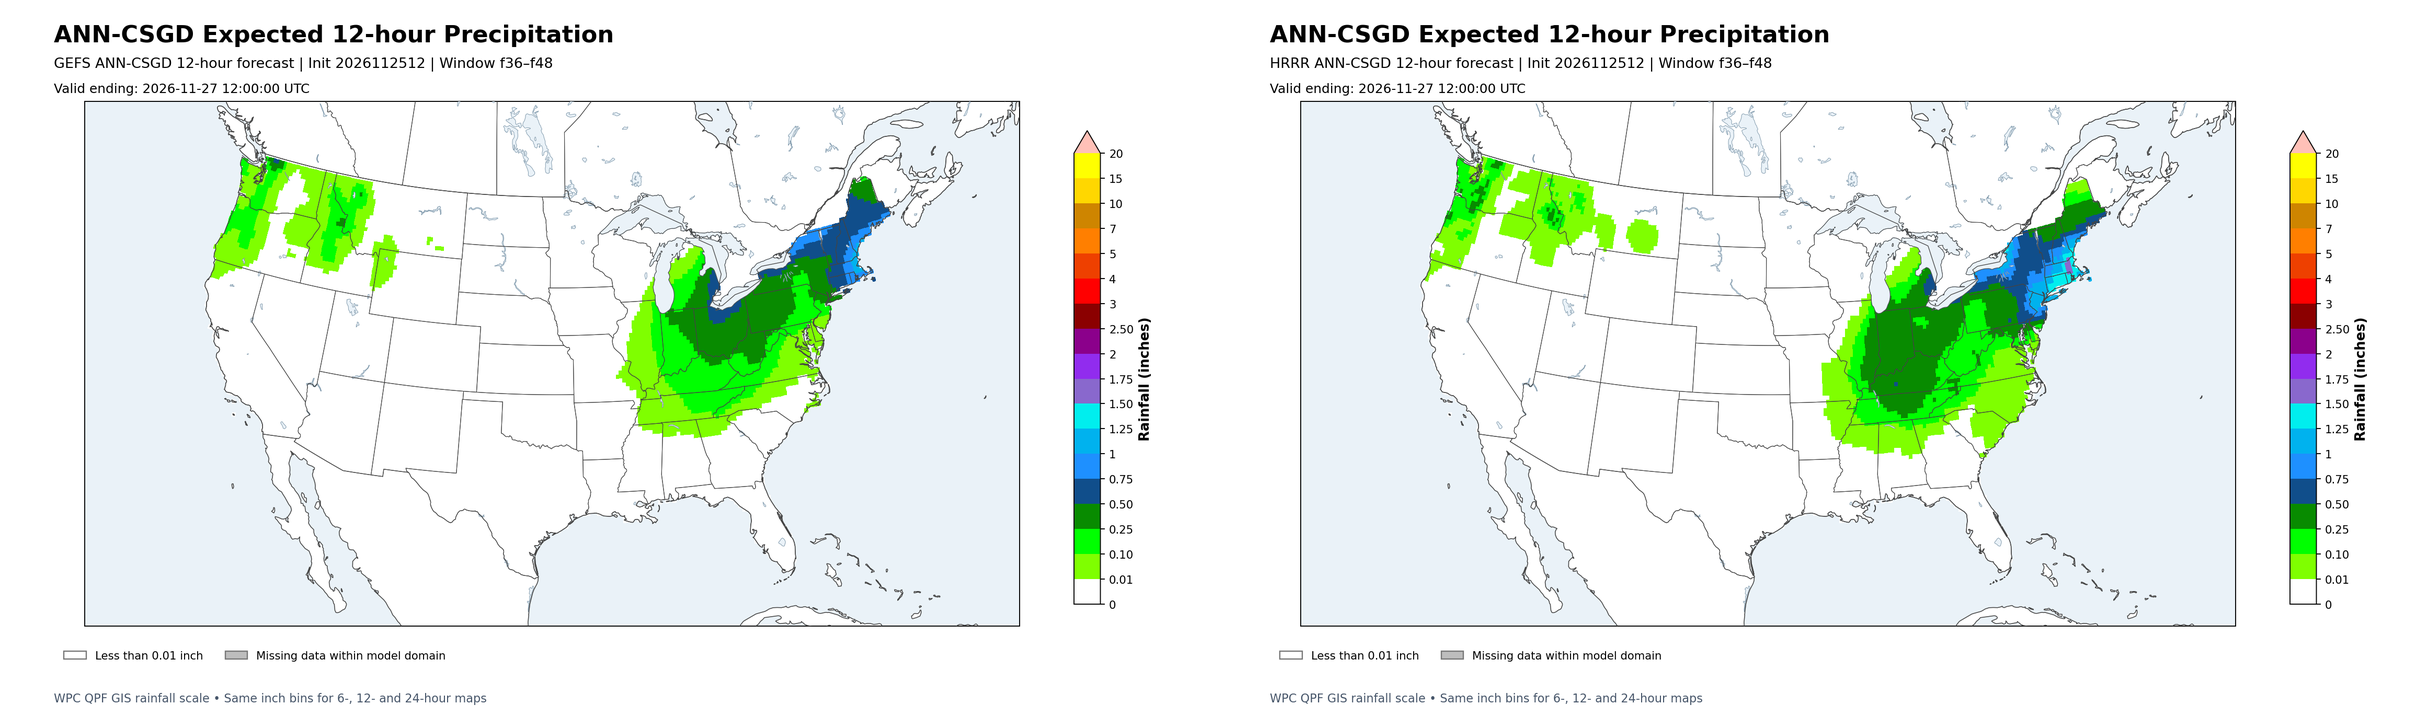 ANN-CSGD Expected 12-hour Precipitation
GEFS ANN-CSGD 12-hour forecast | Init 2026112512 | Window f36–f48
Valid ending: 2026-11-27 12:00:00 UTC
20
15
10
7
5
4
3
2.50
2
1.75
1.50
1.25
1
0.75
0.50
0.25
0.10
0.01
0
Rainfall (inches)
Less than 0.01 inch
Missing data within model domain
WPC QPF GIS rainfall scale • Same inch bins for 6-, 12- and 24-hour maps
ANN-CSGD Expected 12-hour Precipitation
HRRR ANN-CSGD 12-hour forecast | Init 2026112512 | Window f36–f48
Valid ending: 2026-11-27 12:00:00 UTC
20
15
10
7
5
4
3
2.50
2
1.75
1.50
1.25
1
0.75
0.50
0.25
0.10
0.01
0
Rainfall (inches)
Less than 0.01 inch
Missing data within model domain
WPC QPF GIS rainfall scale • Same inch bins for 6-, 12- and 24-hour maps